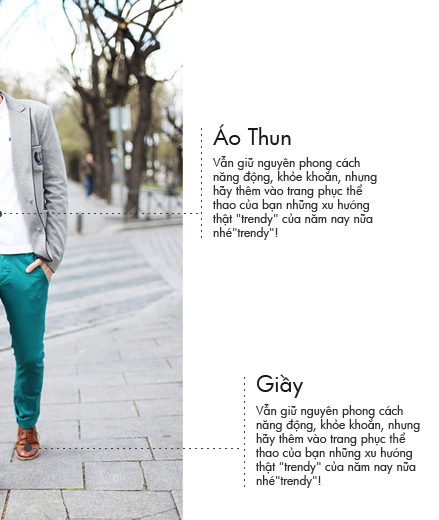 Áo Thun
Vẫn giữ nguyên phong cách
năng động, khỏe khoắn, nhưng
hãy thêm vào trang phục thể
thao của bạn những xu hướng
thật "trendy" của năm nay nữa
nhé"trendy"!
Giầy
Vẫn giữ nguyên phong cách
năng động, khỏe khoắn, nhưng
hãy thêm vào trang phục thể
thao của bạn những xu hướng
thật "trendy" của năm nay nữa
nhé"trendy"!